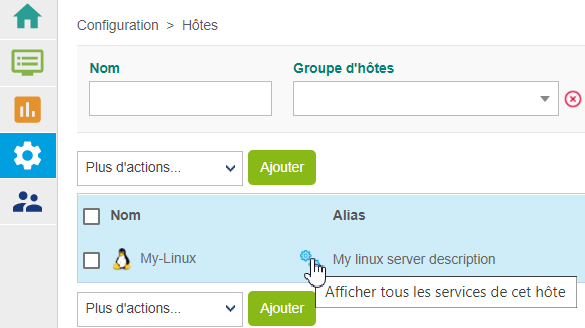 Configuration > Hôtes
Nom Groupe d'hôtes
Plus d'actions... Ajouter
Nom Alias
My-Linux My linux server description
Afficher tous les services de cet hôte
Plus d'actions... Ajouter